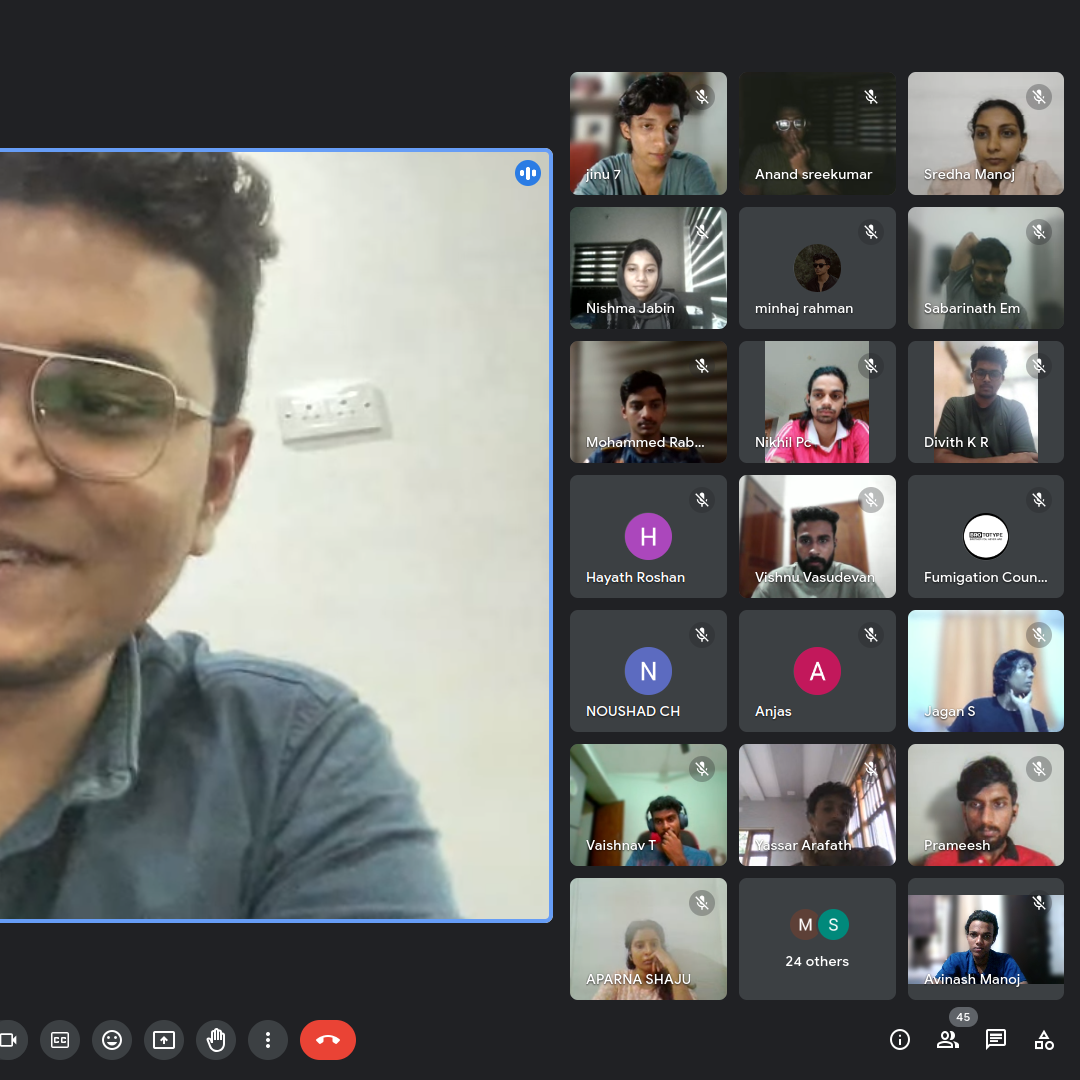 jinu 7
Anand sreekumar
Sredha Manoj
Nishma Jabin
minhaj rahman
Sabarinath Em
Mohammed Rab...
Nikhil Pc
Divith K R
H
Hayath Roshan
Vishnu Vasudevan
BROTOTYPE
Fumigation Coun...
N
NOUSHAD CH
A
Anjas
Jagan S
Vaishnav T
Yassar Arafath
Prameesh
APARNA SHAJU
M S
24 others
Avinash Manoj
CC
45